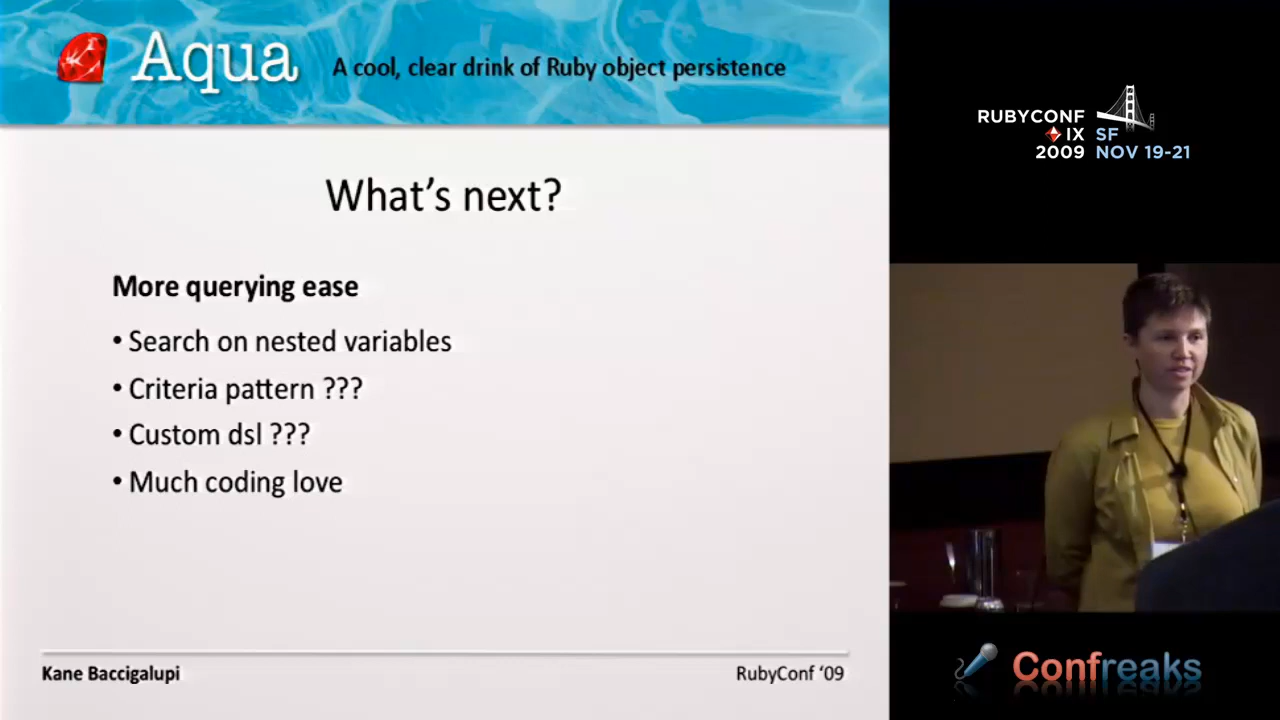 Aqua
A cool, clear drink of Ruby object persistence
What's next?
More querying ease
• Search on nested variables
• Criteria pattern ???
• Custom dsl ???
• Much coding love
Kane Baccigalupi
RubyConf '09
RUBYCONF
IX SF
2009 NOV 19-21
Confreaks